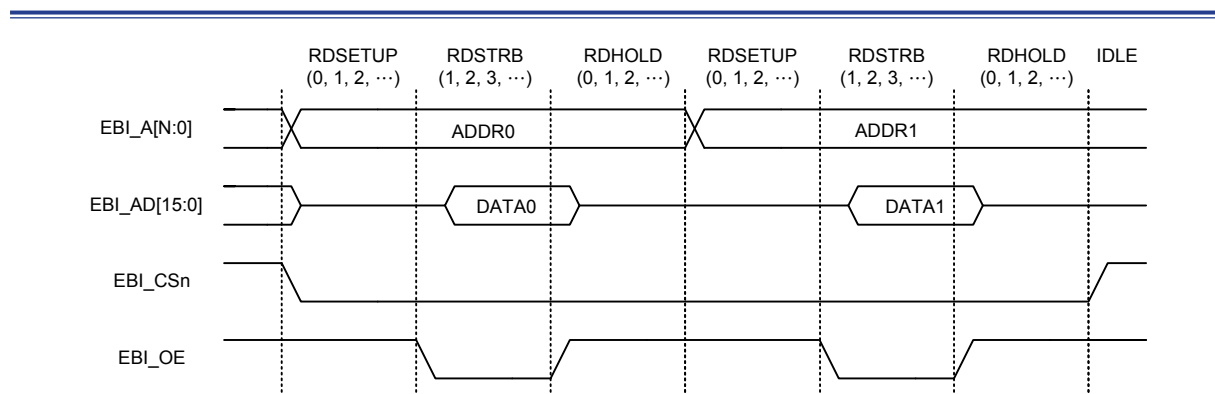 RDSETUP RDSTRB RDHOLD RDSETUP RDSTRB RDHOLD IDLE
(0, 1, 2, ⋯) (1, 2, 3, ⋯) (0, 1, 2, ⋯) (0, 1, 2, ⋯) (1, 2, 3, ⋯) (0, 1, 2, ⋯)
EBI_A[N:0] ADDR0 ADDR1
EBI_AD[15:0] DATA0 DATA1
EBI_CSn
EBI_OE